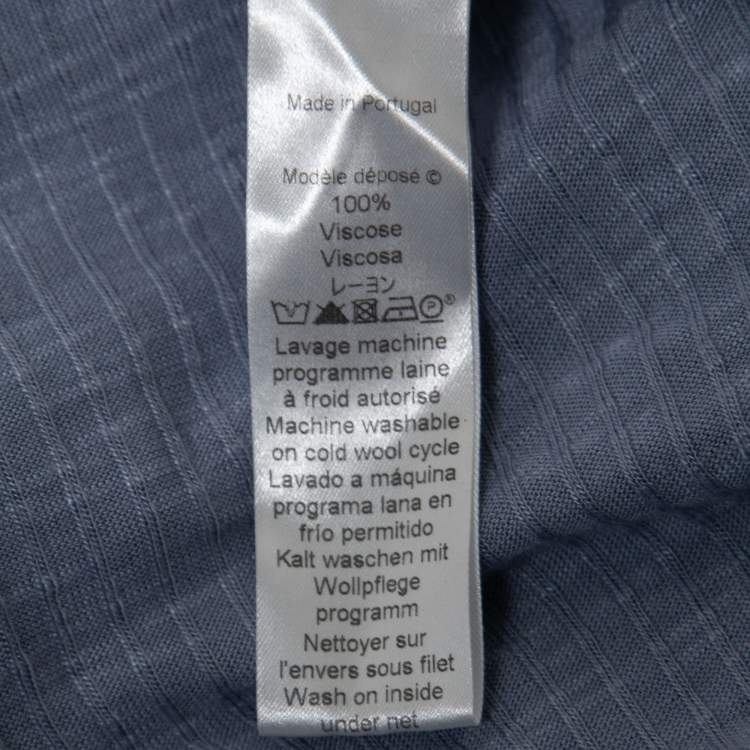 Made in Portugal
Modèle déposé ©
100%
Viscose
Viscosa
レーヨン
P ®
Lavage machine
programme laine
à froid autorisé
Machine washable
on cold wool cycle
Lavado a máquina
programa lana en
frío permitido
Kalt waschen mit
Wollpflege
programm
Nettoyer sur
l'envers sous filet
Wash on inside
under net